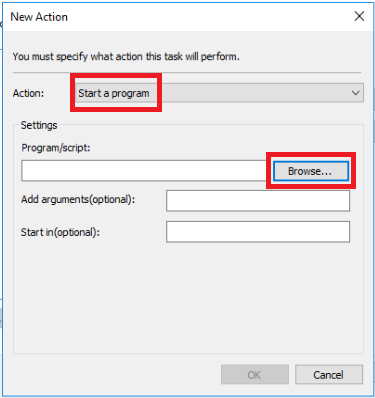 New Action
You must specify what action this task will perform.
Action:
Start a program
Settings
Program/script:
Browse...
Add arguments(optional):
Start in(optional):
OK
Cancel